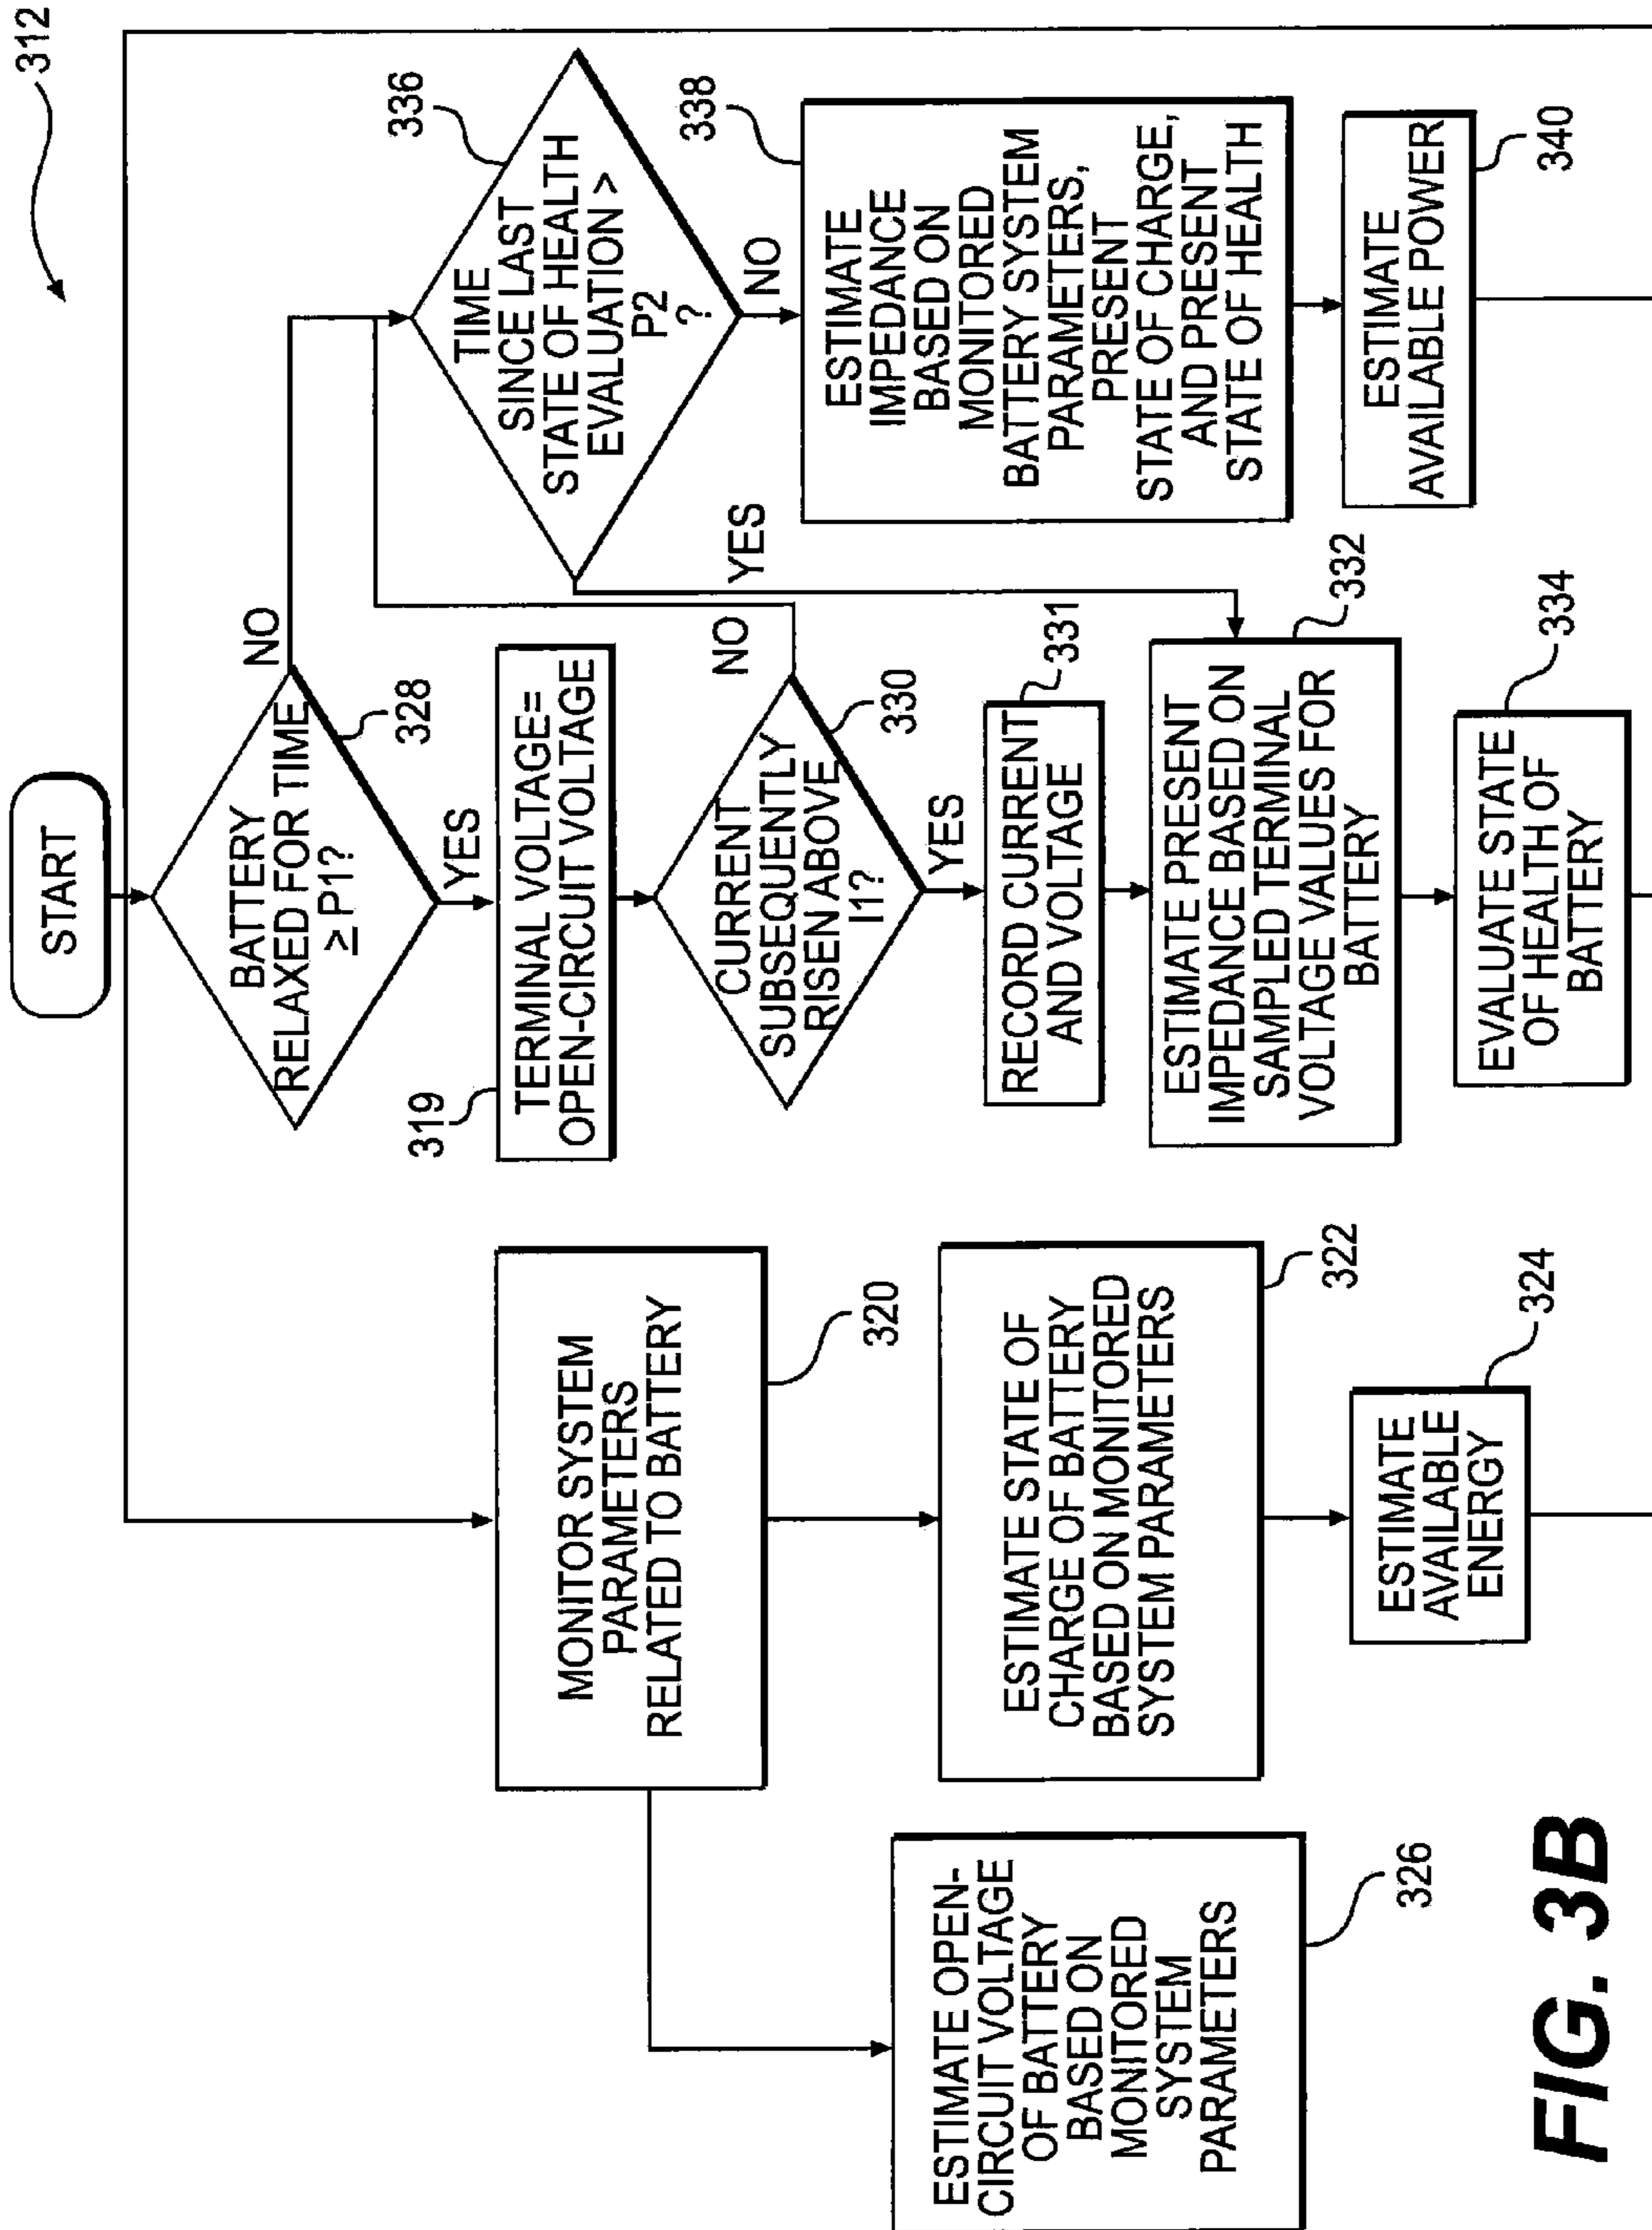 312
START
BATTERY
RELAXED FOR TIME
≥ P1?
328
NO
YES
319
TERMINAL VOLTAGE=
OPEN-CIRCUIT VOLTAGE
CURRENT
SUBSEQUENTLY
RISEN ABOVE
I1?
330
NO
YES
331
RECORD CURRENT
AND VOLTAGE
332
ESTIMATE PRESENT
IMPEDANCE BASED ON
SAMPLED TERMINAL
VOLTAGE VALUES FOR
BATTERY
334
EVALUATE STATE
OF HEALTH OF
BATTERY
336
TIME
SINCE LAST
STATE OF HEALTH
EVALUATION >
P2
?
YES
NO
338
ESTIMATE
IMPEDANCE
BASED ON
MONITORED
BATTERY SYSTEM
PARAMETERS,
PRESENT
STATE OF CHARGE,
AND PRESENT
STATE OF HEALTH
ESTIMATE
AVAILABLE POWER
340
MONITOR SYSTEM
PARAMETERS
RELATED TO BATTERY
320
ESTIMATE STATE OF
CHARGE OF BATTERY
BASED ON MONITORED
SYSTEM PARAMETERS
322
ESTIMATE
AVAILABLE
ENERGY
324
ESTIMATE OPEN-
CIRCUIT VOLTAGE
OF BATTERY
BASED ON
MONITORED
SYSTEM
PARAMETERS
326
FIG. 3B